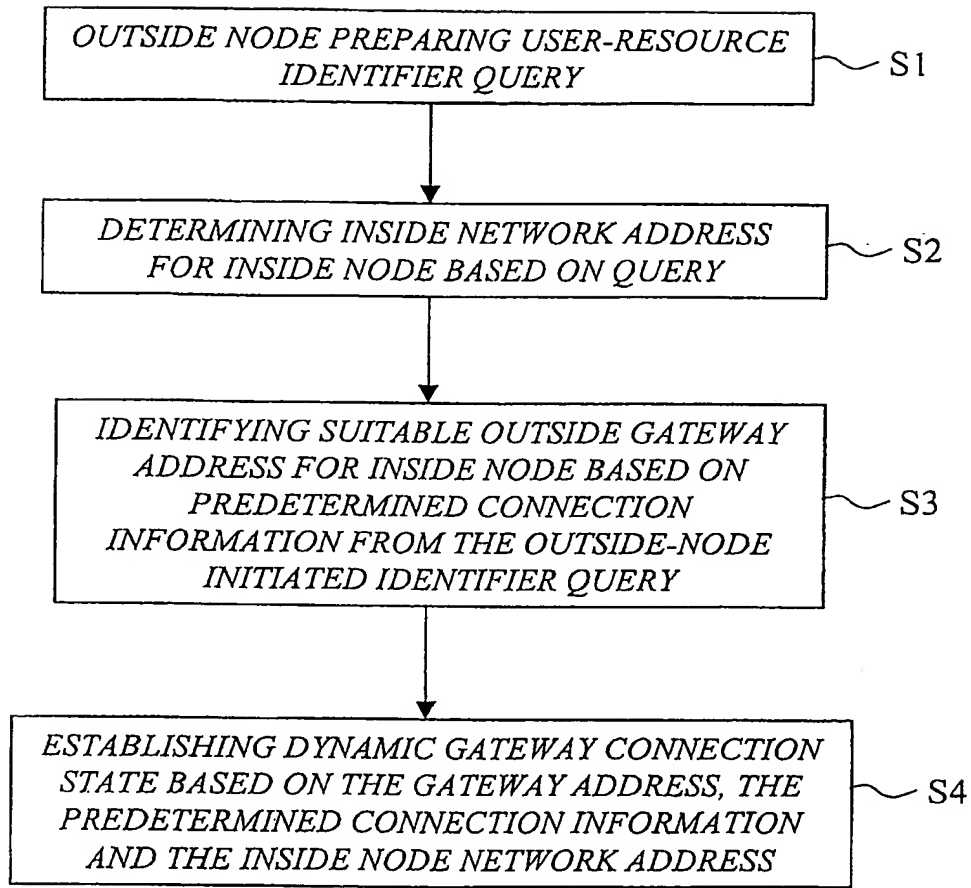 OUTSIDE NODE PREPARING USER-RESOURCE
IDENTIFIER QUERY
S1
DETERMINING INSIDE NETWORK ADDRESS
FOR INSIDE NODE BASED ON QUERY
S2
IDENTIFYING SUITABLE OUTSIDE GATEWAY
ADDRESS FOR INSIDE NODE BASED ON
PREDETERMINED CONNECTION
INFORMATION FROM THE OUTSIDE-NODE
INITIATED IDENTIFIER QUERY
S3
ESTABLISHING DYNAMIC GATEWAY CONNECTION
STATE BASED ON THE GATEWAY ADDRESS, THE
PREDETERMINED CONNECTION INFORMATION
AND THE INSIDE NODE NETWORK ADDRESS
S4